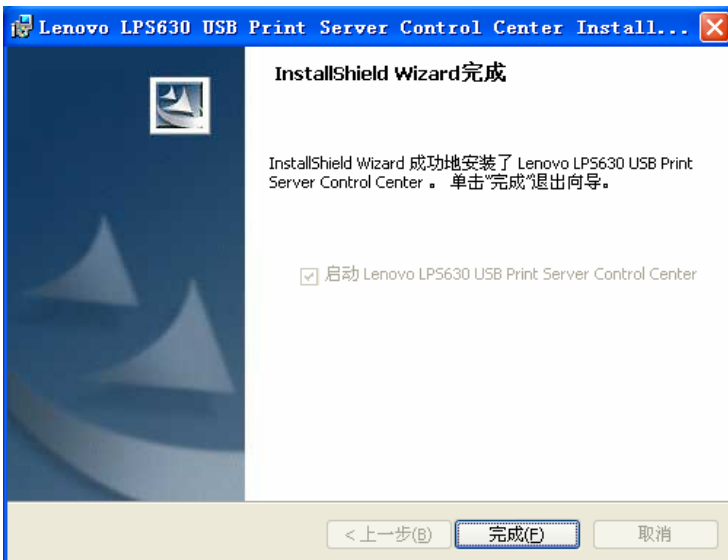 Lenovo LPS630 USB Print Server Control Center Install...
InstallShield Wizard完成
InstallShield Wizard 成功地安装了 Lenovo LPS630 USB Print
Server Control Center 。 单击“完成”退出向导。
启动 Lenovo LPS630 USB Print Server Control Center
< 上一步(B)
完成(F)
取消